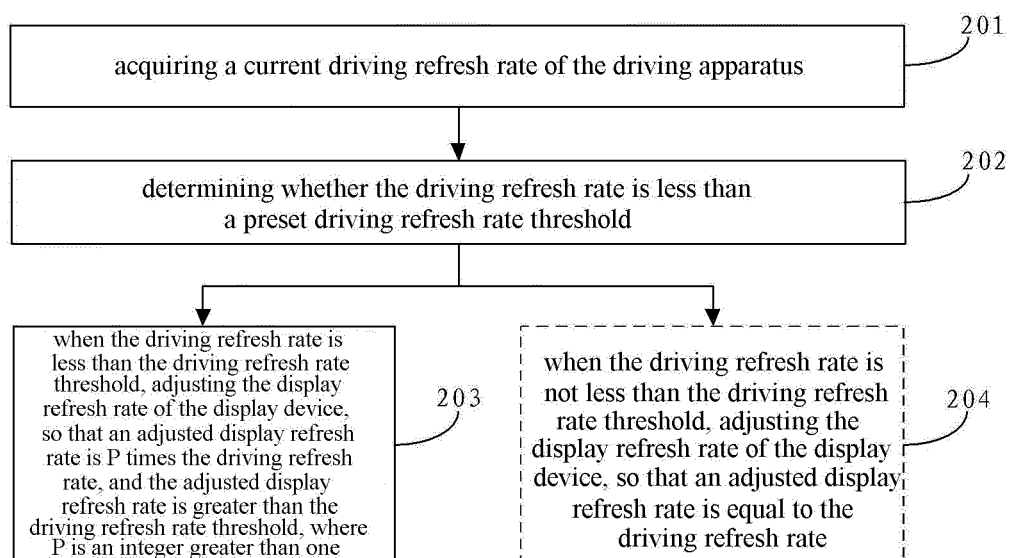 201
acquiring a current driving refresh rate of the driving apparatus
202
determining whether the driving refresh rate is less than
a preset driving refresh rate threshold
when the driving refresh rate is
less than the driving refresh rate
threshold, adjusting the display
refresh rate of the display device,
so that an adjusted display refresh
rate is P times the driving refresh
rate, and the adjusted display
refresh rate is greater than the
driving refresh rate threshold, where
P is an integer greater than one
203
when the driving refresh rate is
not less than the driving refresh
rate threshold, adjusting the
display refresh rate of the display
device, so that an adjusted display
refresh rate is equal to the
driving refresh rate
204